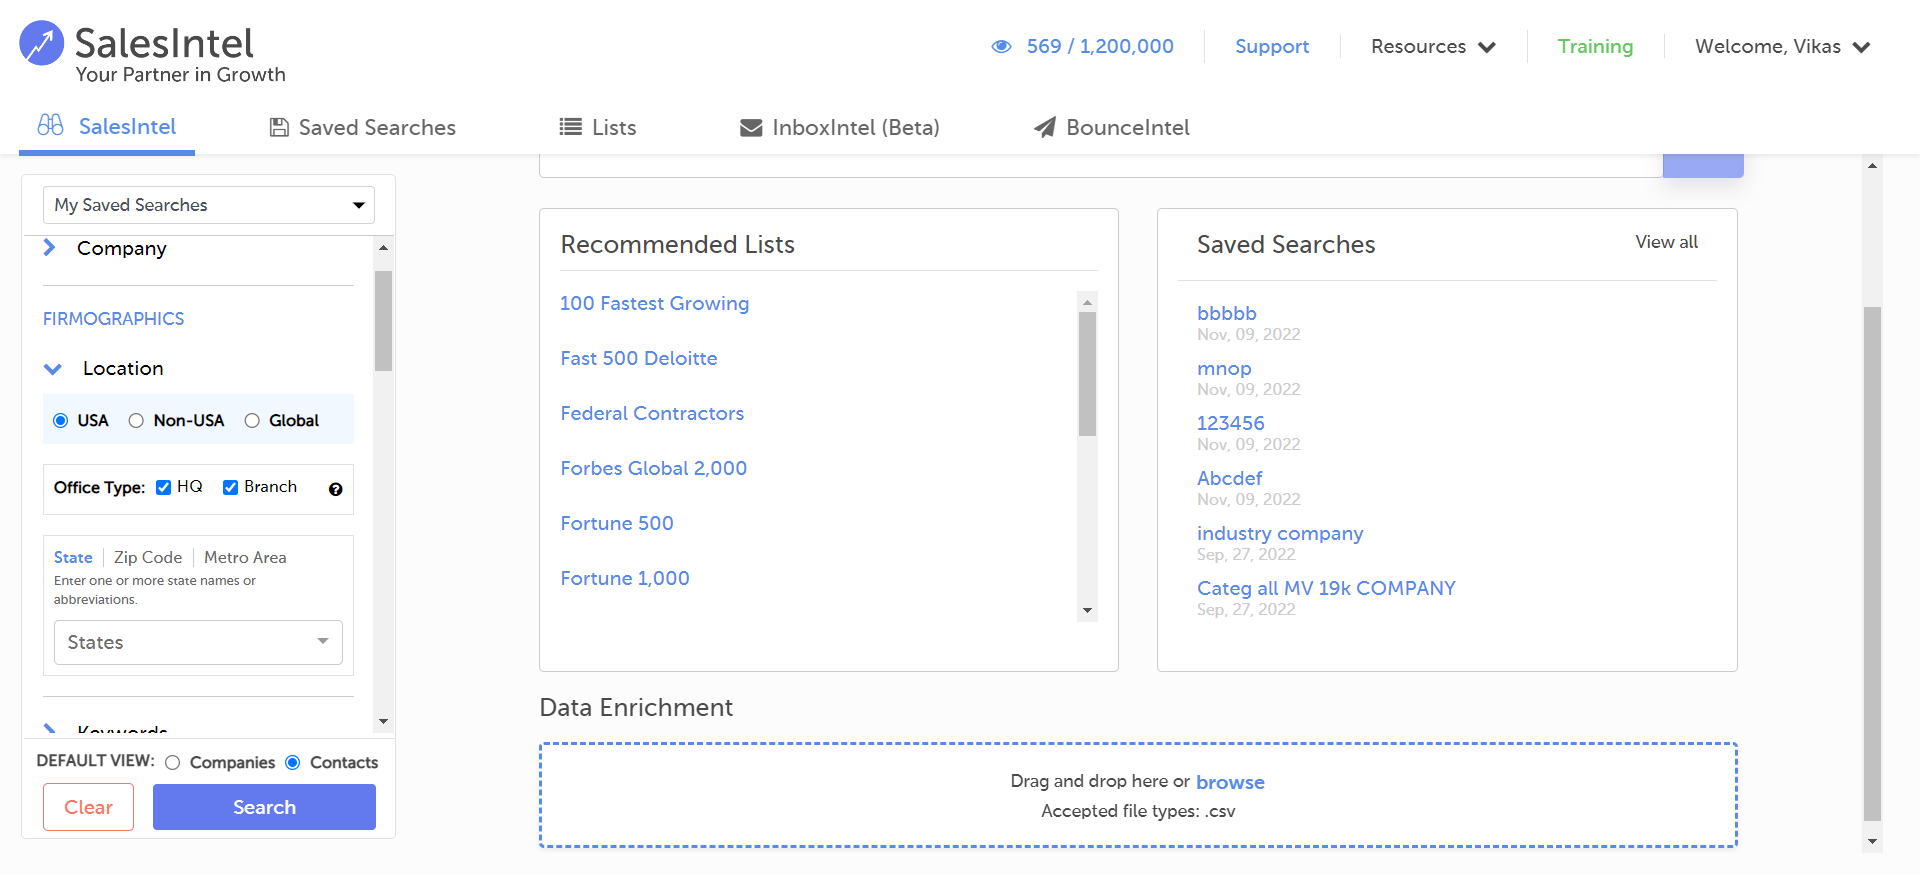 SalesIntel
Your Partner in Growth
569 / 1,200,000
Support
Resources
Training
Welcome, Vikas
SalesIntel
Saved Searches
Lists
InboxIntel (Beta)
BounceIntel
My Saved Searches
Company
FIRMOGRAPHICS
Location
USA Non-USA Global
Office Type: HQ Branch
State Zip Code Metro Area
Enter one or more state names or
abbreviations.
States
Keywords
DEFAULT VIEW: Companies Contacts
Clear
Search
Recommended Lists
100 Fastest Growing
Fast 500 Deloitte
Federal Contractors
Forbes Global 2,000
Fortune 500
Fortune 1,000
Saved Searches
View all
bbbbb
Nov, 09, 2022
mnop
Nov, 09, 2022
123456
Nov, 09, 2022
Abcdef
Nov, 09, 2022
industry company
Sep, 27, 2022
Categ all MV 19k COMPANY
Sep, 27, 2022
Data Enrichment
Drag and drop here or browse
Accepted file types: .csv